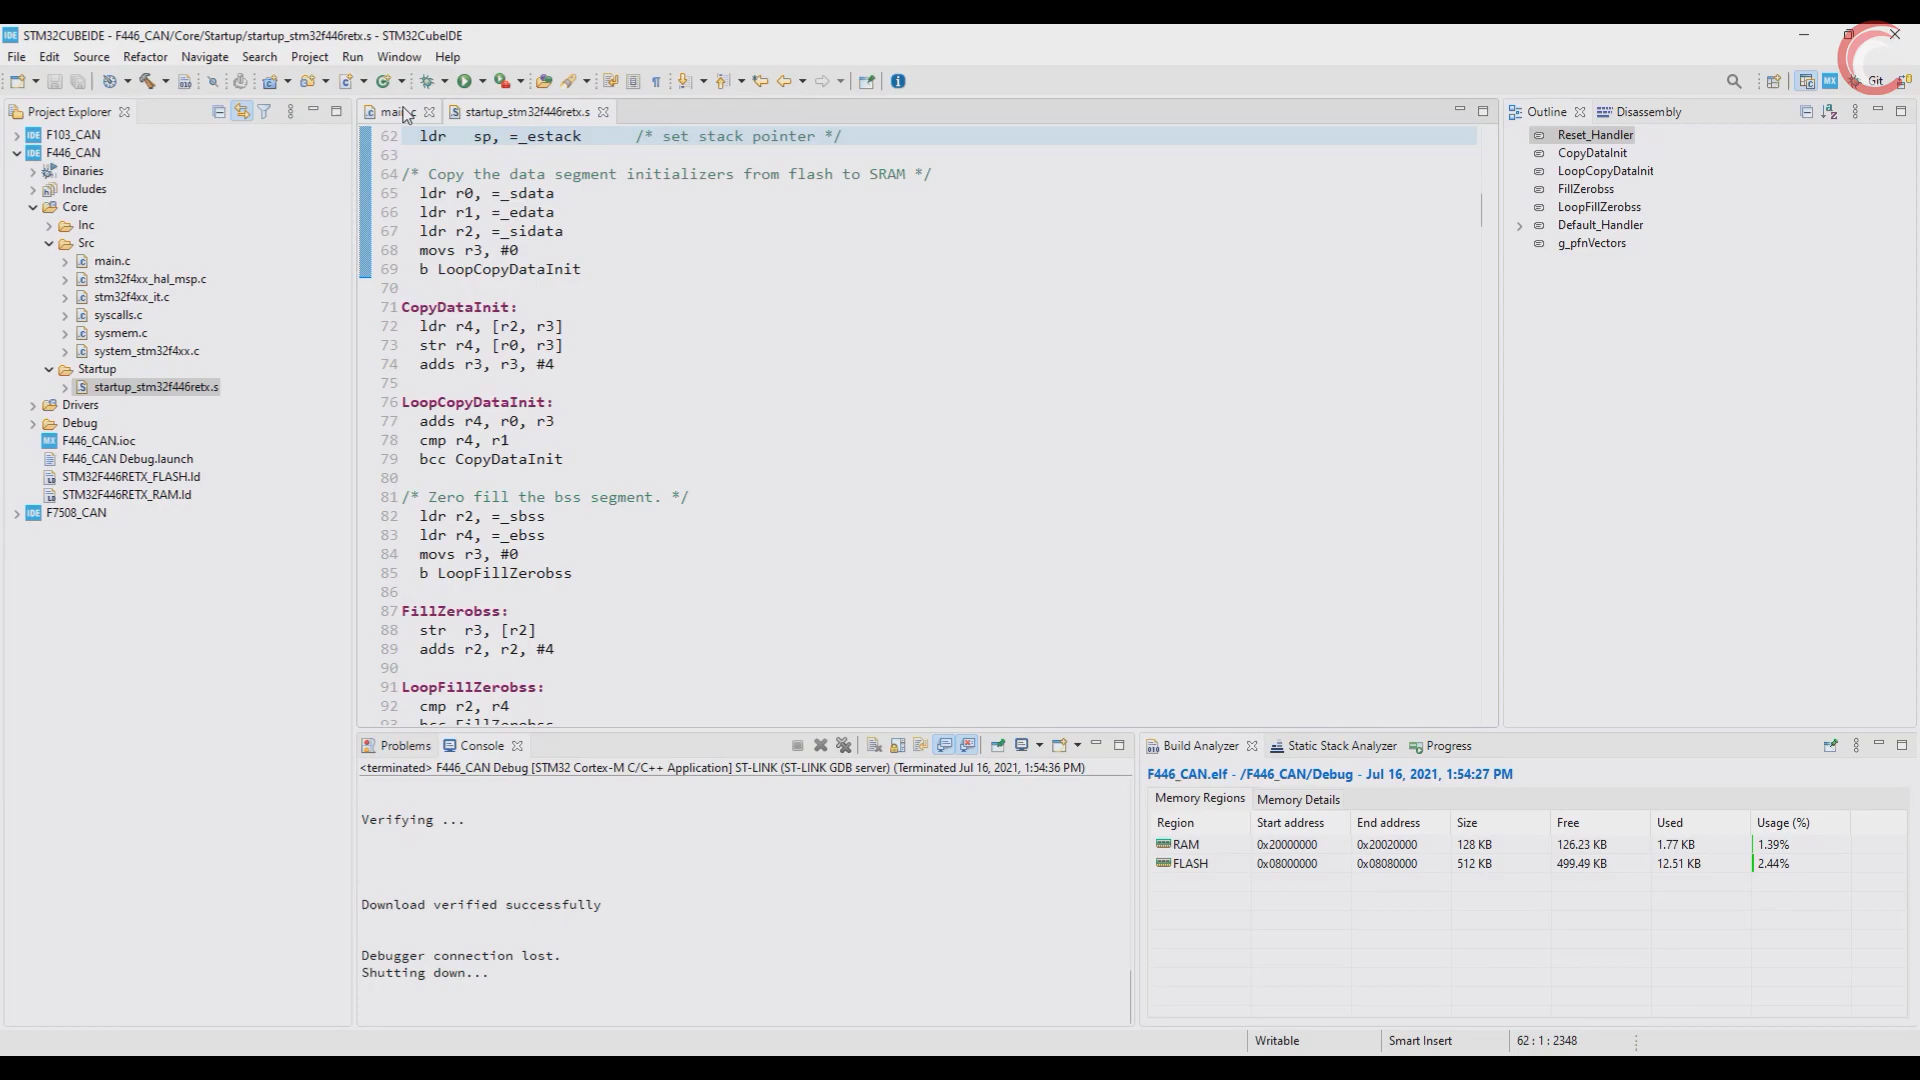 STM32CUBEIDE - F446_CAN/Core/Startup/startup_stm32f446retx.s - STM32CubeIDE
File Edit Source Refactor Navigate Search Project Run Window Help
Git
Project Explorer
F103_CAN
F446_CAN
Binaries
Includes
Core
Inc
Src
main.c
stm32f4xx_hal_msp.c
stm32f4xx_it.c
syscalls.c
sysmem.c
system_stm32f4xx.c
Startup
startup_stm32f446retx.s
Drivers
Debug
F446_CAN.ioc
F446_CAN Debug.launch
STM32F446RETX_FLASH.ld
STM32F446RETX_RAM.ld
F7508_CAN
main.c startup_stm32f446retx.s
62 ldr sp, =_estack /* set stack pointer */
63
64 /* Copy the data segment initializers from flash to SRAM */
65 ldr r0, =_sdata
66 ldr r1, =_edata
67 ldr r2, =_sidata
68 movs r3, #0
69 b LoopCopyDataInit
70
71 CopyDataInit:
72 ldr r4, [r2, r3]
73 str r4, [r0, r3]
74 adds r3, r3, #4
75
76 LoopCopyDataInit:
77 adds r4, r0, r3
78 cmp r4, r1
79 bcc CopyDataInit
80
81 /* Zero fill the bss segment. */
82 ldr r2, =_sbss
83 ldr r4, =_ebss
84 movs r3, #0
85 b LoopFillZerobss
86
87 FillZerobss:
88 str r3, [r2]
89 adds r2, r2, #4
90
91 LoopFillZerobss:
92 cmp r2, r4
93 bcc FillZerobss
Outline Disassembly
Reset_Handler
CopyDataInit
LoopCopyDataInit
FillZerobss
LoopFillZerobss
Default_Handler
g_pfnVectors
Problems Console
<terminated> F446_CAN Debug [STM32 Cortex-M C/C++ Application] ST-LINK (ST-LINK GDB server) (Terminated Jul 16, 2021, 1:54:36 PM)
Verifying ...
Download verified successfully
Debugger connection lost.
Shutting down...
Build Analyzer Static Stack Analyzer Progress
F446_CAN.elf - /F446_CAN/Debug - Jul 16, 2021, 1:54:27 PM
Memory Regions Memory Details
Region Start address End address Size Free Used Usage (%)
RAM 0x20000000 0x20020000 128 KB 126.23 KB 1.77 KB 1.39%
FLASH 0x08000000 0x08080000 512 KB 499.49 KB 12.51 KB 2.44%
Writable Smart Insert 62 : 1 : 2348